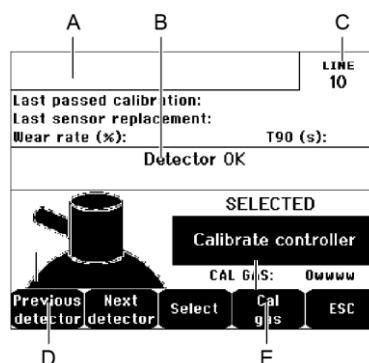 A B C
LINE
10
Last passed calibration:
Last sensor replacement:
Wear rate (%): T90 (s):
Detector OK
SELECTED
Calibrate controller
CAL GAS: 0wwww
Previous detector Next detector Select Cal gas ESC
D E